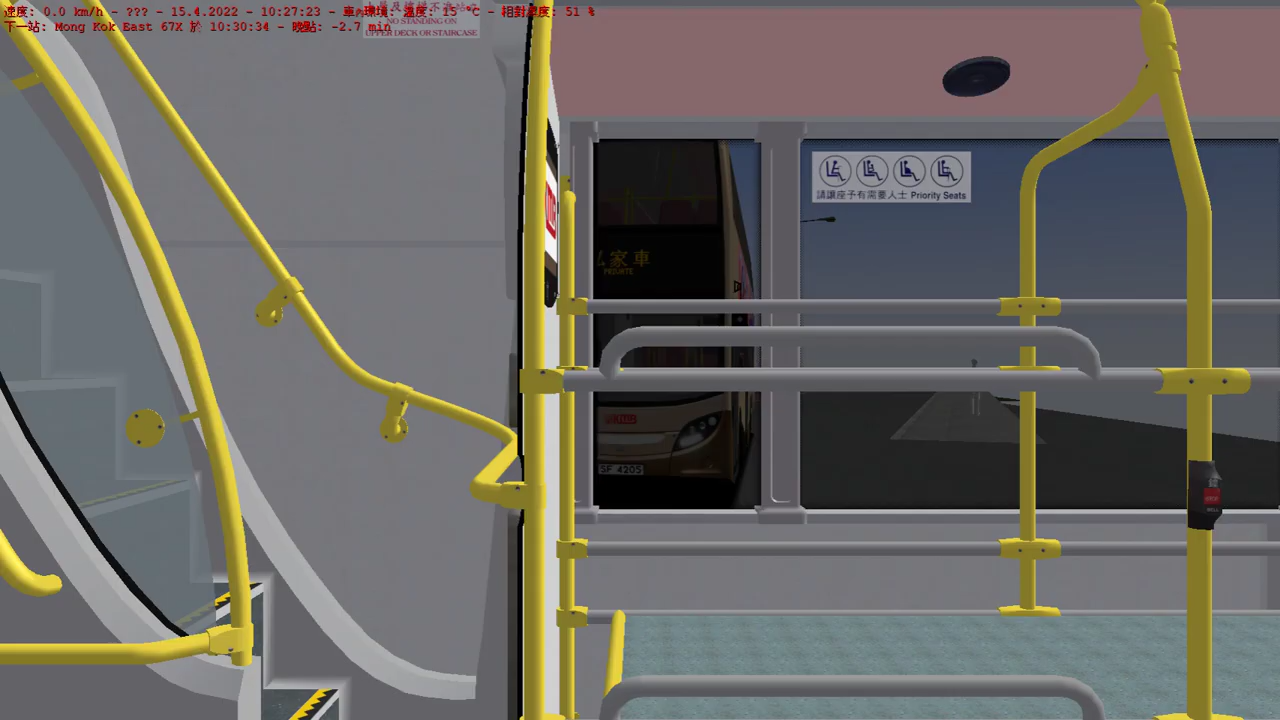 速度: 0.0 km/h - ??? - 15.4.2022 - 10:27:23 - 車內環境: 溫度: 15 °C - 相對濕度: 51 %
下一站: Mong Kok East 67X 於 10:30:34 - 晚點: -2.7 min
NO STANDING ON
UPPER DECK OR STAIRCASE
請讓座予有需要人士 Priority Seats
家車
PRIVATE
KMB
SF 4205